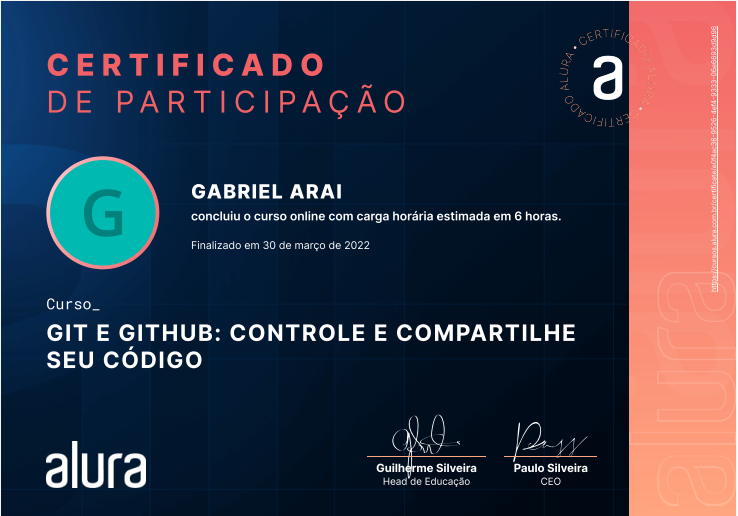 CERTIFICADO
DE PARTICIPAÇÃO
CERTIFICADO ALURA • CERTIFICADO ALURA •
a
G
GABRIEL ARAI
concluiu o curso online com carga horária estimada em 6 horas.
Finalizado em 30 de março de 2022
Curso_
GIT E GITHUB: CONTROLE E COMPARTILHE
SEU CÓDIGO
alura
Guilherme Silveira
Head de Educação
Paulo Silveira
CEO
alura